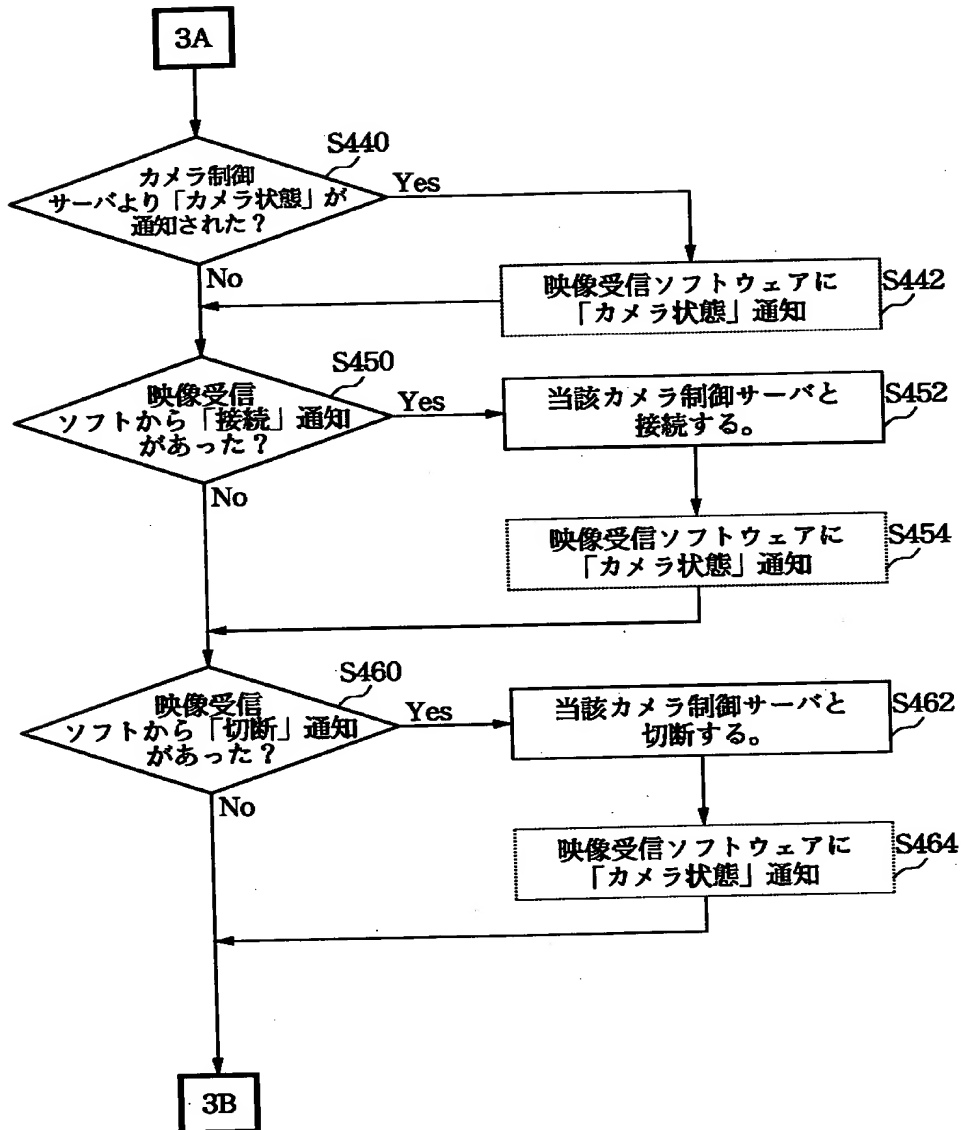 3A
S440
カメラ制御
サーバより「カメラ状態」が
通知された？
Yes
No
映像受信ソフトウェアに
「カメラ状態」通知
S442
S450
映像受信
ソフトから「接続」通知
があった？
Yes
No
当該カメラ制御サーバと
接続する。
S452
映像受信ソフトウェアに
「カメラ状態」通知
S454
S460
映像受信
ソフトから「切断」通知
があった？
Yes
No
当該カメラ制御サーバと
切断する。
S462
映像受信ソフトウェアに
「カメラ状態」通知
S464
3B